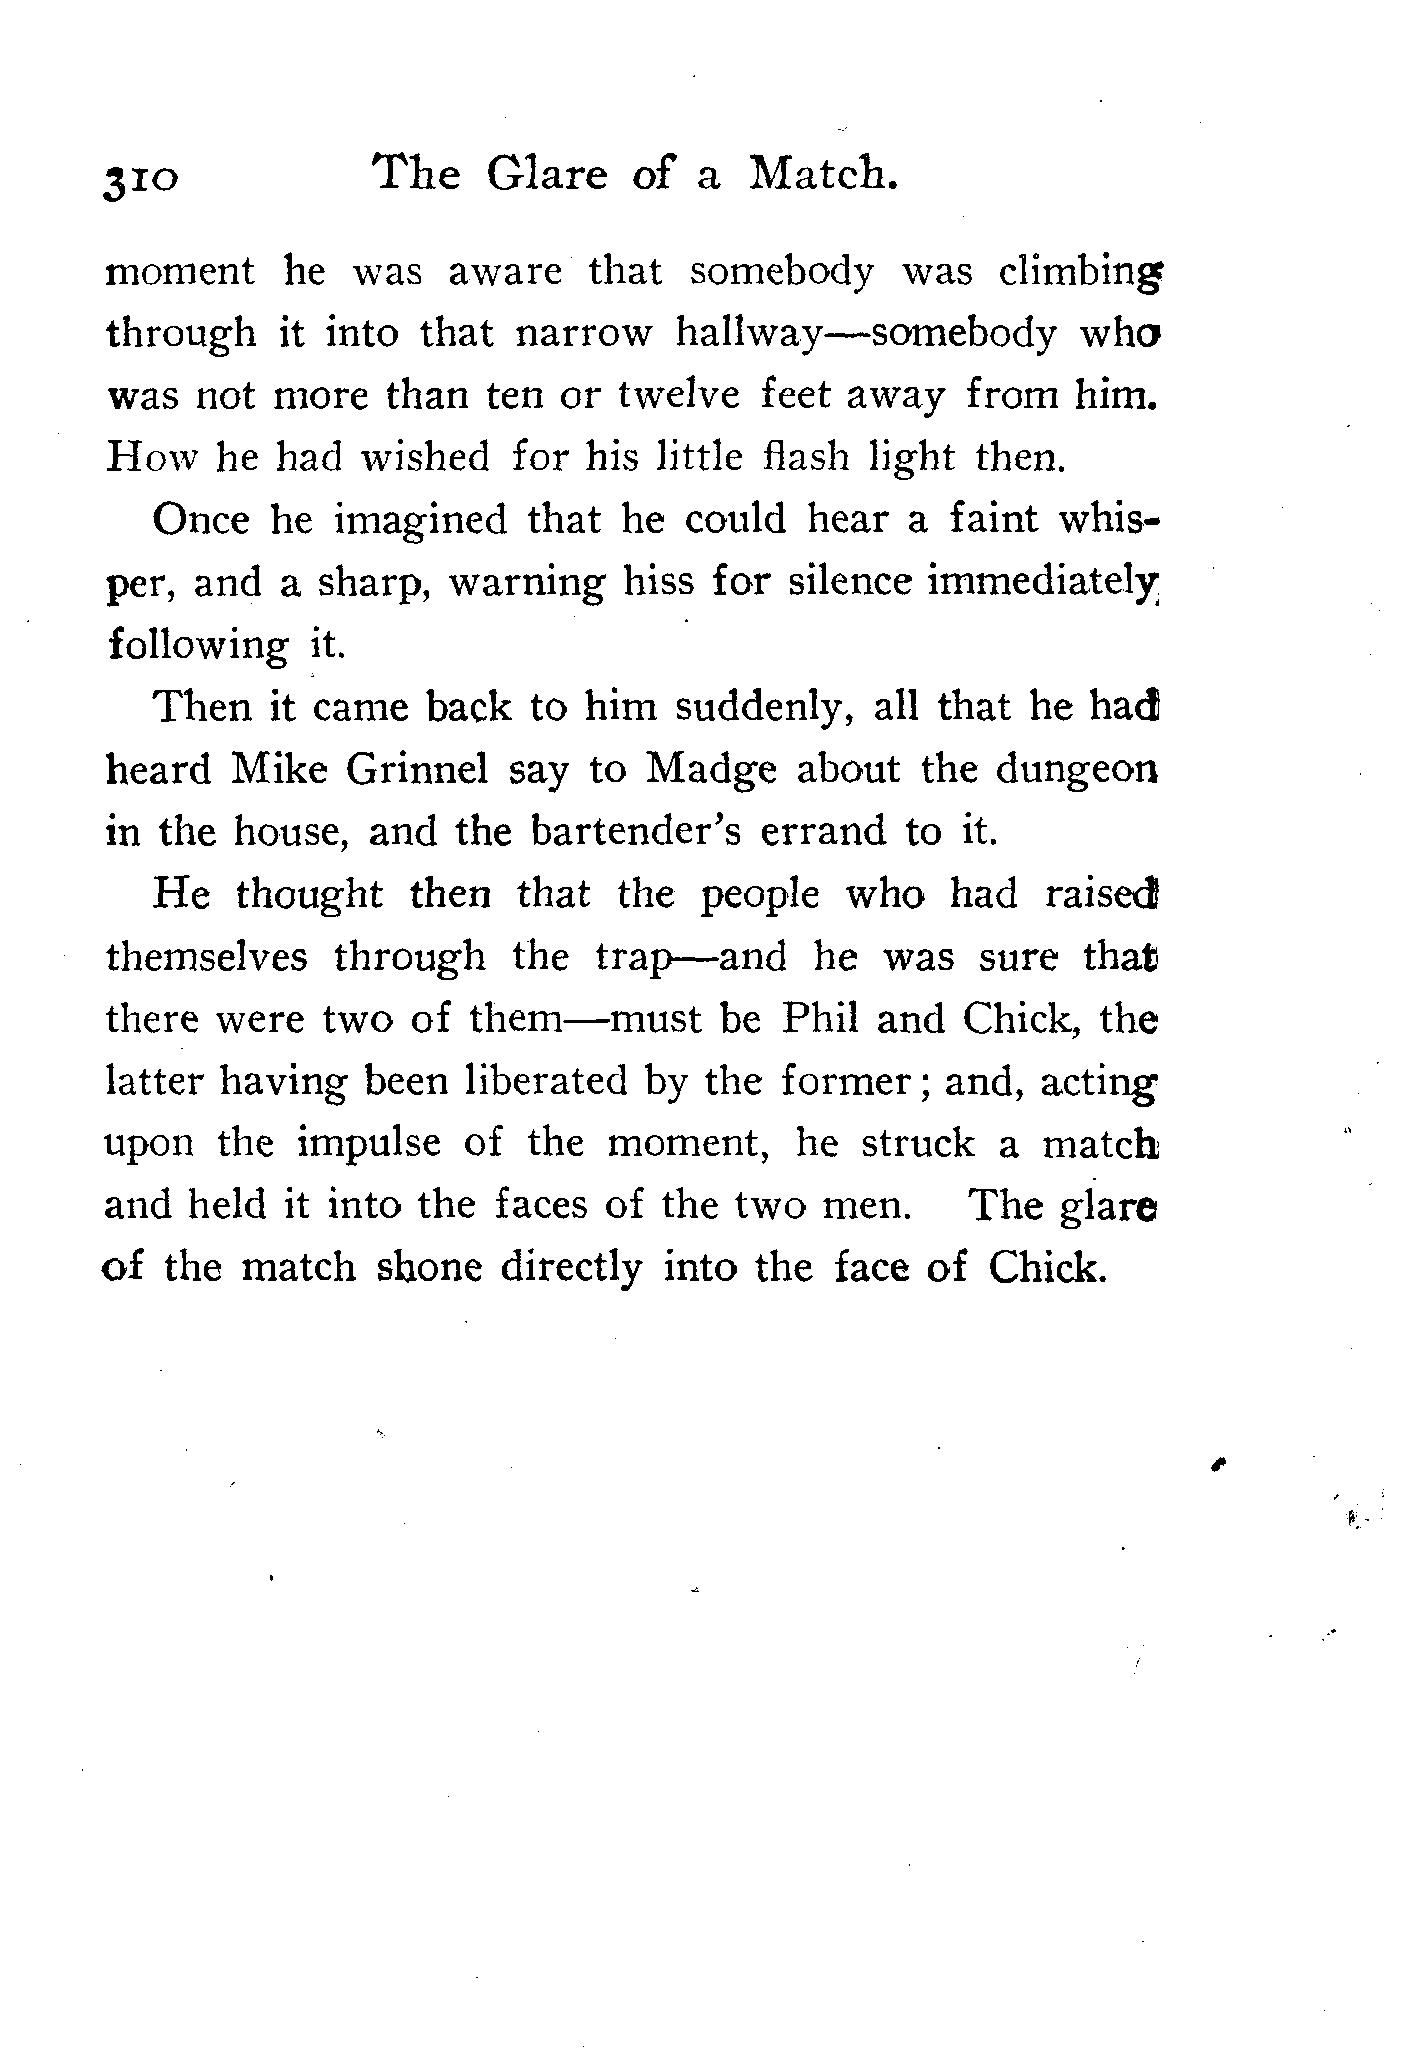 310 The Glare of a Match.
moment he was aware that somebody was climbing
through it into that narrow hallway—somebody who
was not more than ten or twelve feet away from him.
How he had wished for his little flash light then.
Once he imagined that he could hear a faint whis-
per, and a sharp, warning hiss for silence immediately
following it.
Then it came back to him suddenly, all that he had
heard Mike Grinnel say to Madge about the dungeon
in the house, and the bartender's errand to it.
He thought then that the people who had raised
themselves through the trap—and he was sure that
there were two of them—must be Phil and Chick, the
latter having been liberated by the former; and, acting
upon the impulse of the moment, he struck a match
and held it into the faces of the two men. The glare
of the match shone directly into the face of Chick.